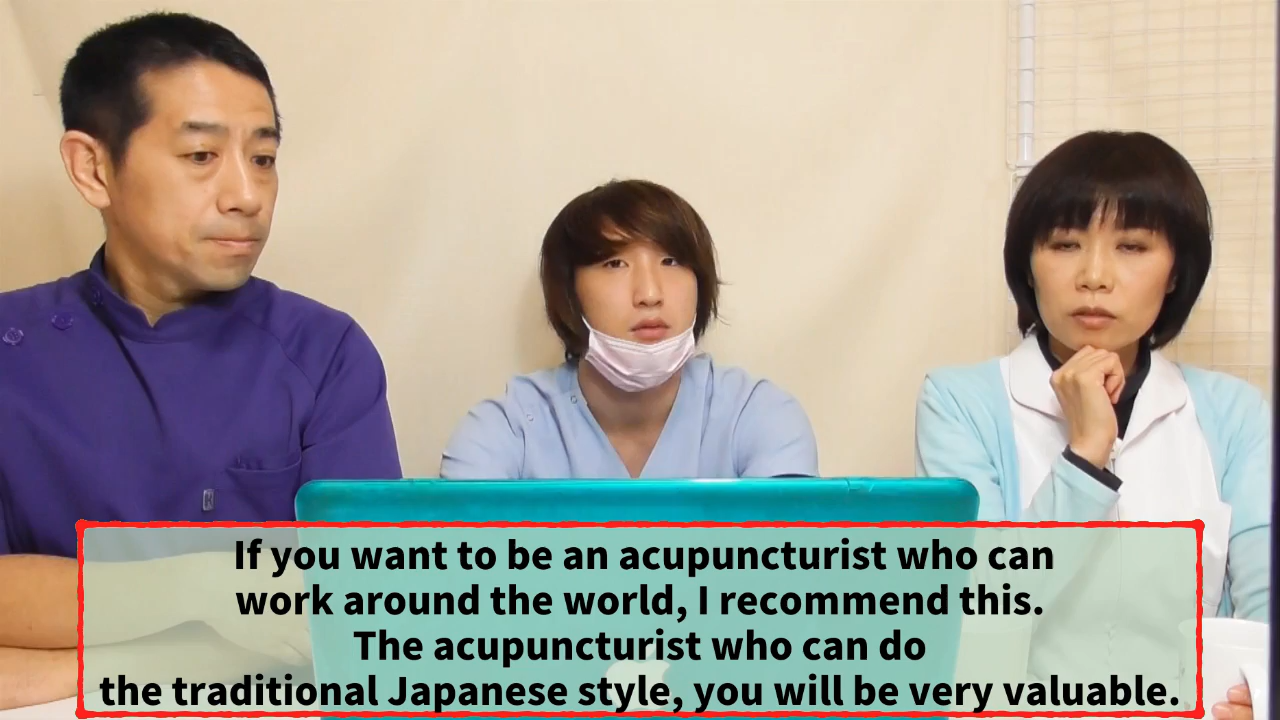 If you want to be an acupuncturist who can
work around the world, I recommend this.
The acupuncturist who can do
the traditional Japanese style, you will be very valuable.